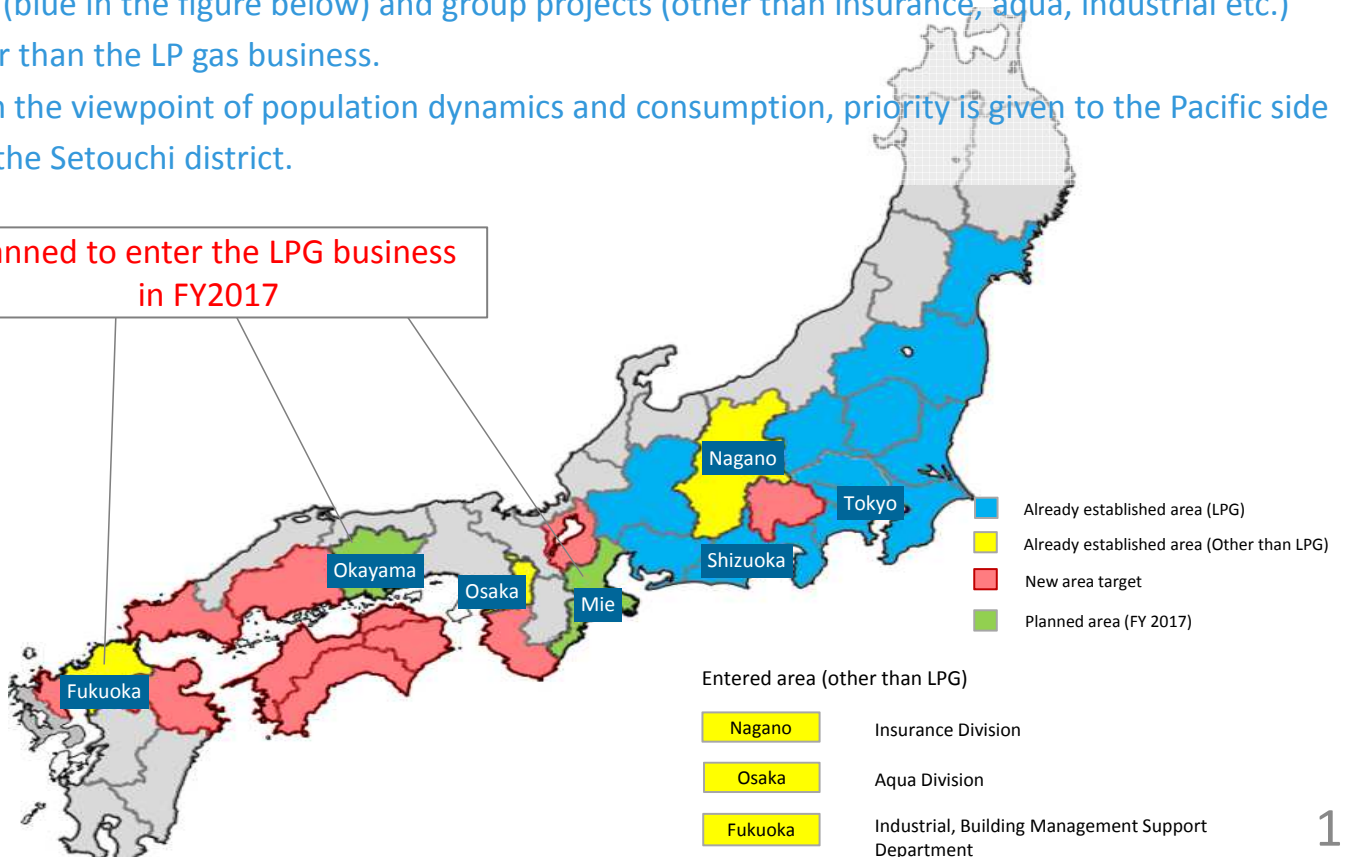 (blue in the figure below) and group projects (other than insurance, aqua, industrial etc.)
than the LP gas business.
the viewpoint of population dynamics and consumption, priority is given to the Pacific side
the Setouchi district.
to enter the LPG business
in FY2017
Nagano
Tokyo
Shizuoka
Okayama
Osaka
Mie
Fukuoka
Already established area (LPG)
Already established area (Other than LPG)
New area target
Planned area (FY 2017)
Entered area (other than LPG)
Nagano Insurance Division
Osaka Aqua Division
Fukuoka Industrial, Building Management Support
Department
1